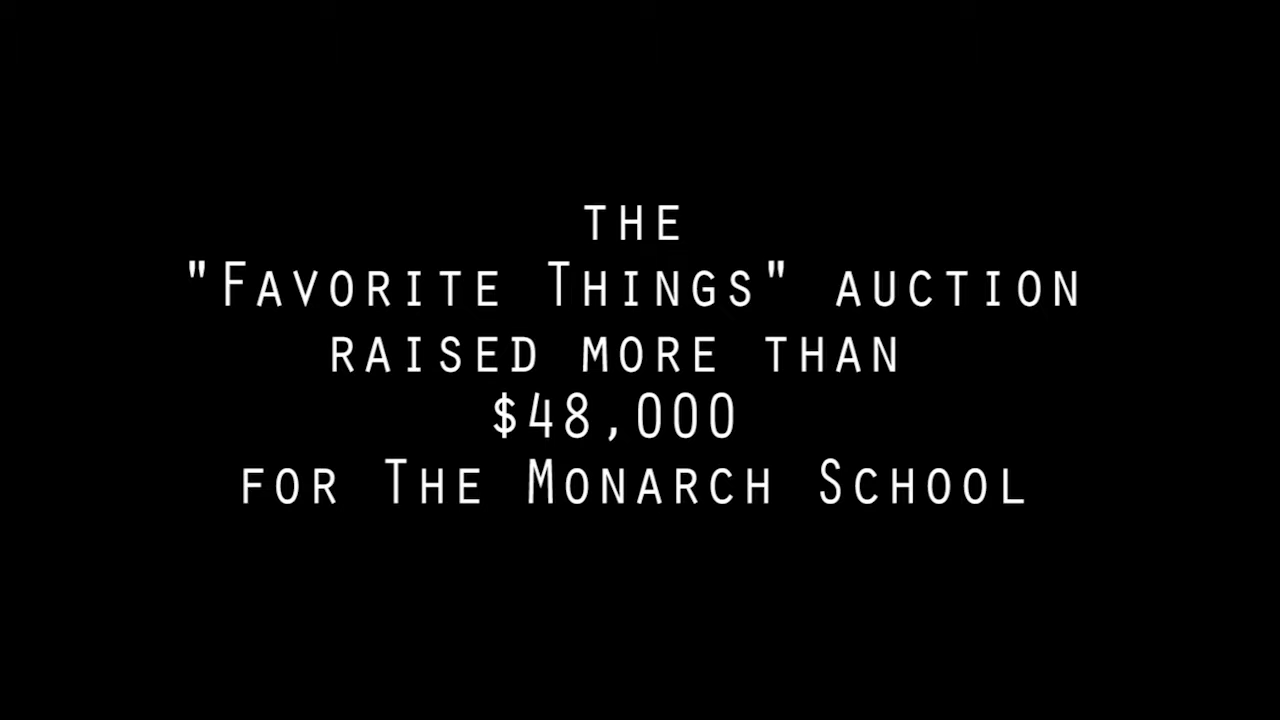 THE
"FAVORITE THINGS" AUCTION
RAISED MORE THAN
$48,000
FOR THE MONARCH SCHOOL